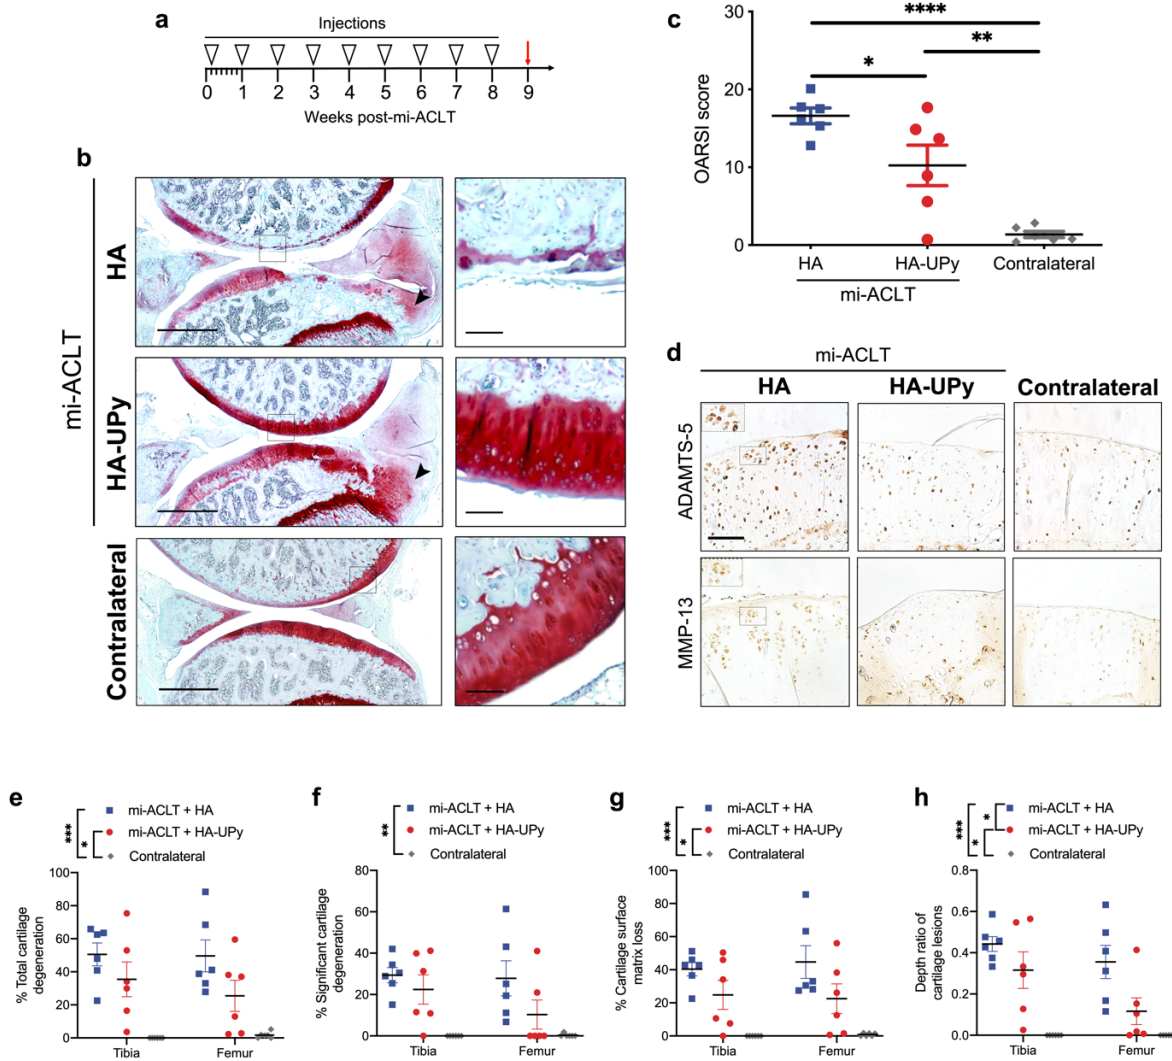 a
Injections
0 1 2 3 4 5 6 7 8 9
Weeks post-mi-ACLT
b
mi-ACLT
HA
HA-UPy
Contralateral
c
****
**
*
OARSI score
30
20
10
0
HA HA-UPy Contralateral
mi-ACLT
d
mi-ACLT
HA HA-UPy Contralateral
ADAMTS-5
MMP-13
e
mi-ACLT + HA
mi-ACLT + HA-UPy
Contralateral
***
*
% Total cartilage
degeneration
100
80
60
40
20
0
Tibia Femur
f
mi-ACLT + HA
mi-ACLT + HA-UPy
Contralateral
**
% Significant cartilage
degeneration
80
60
40
20
0
Tibia Femur
g
mi-ACLT + HA
mi-ACLT + HA-UPy
Contralateral
***
*
% Cartilage surface
matrix loss
100
80
60
40
20
0
Tibia Femur
h
mi-ACLT + HA
mi-ACLT + HA-UPy
Contralateral
***
*
*
Depth ratio of
cartilage lesions
0.8
0.6
0.4
0.2
0.0
Tibia Femur